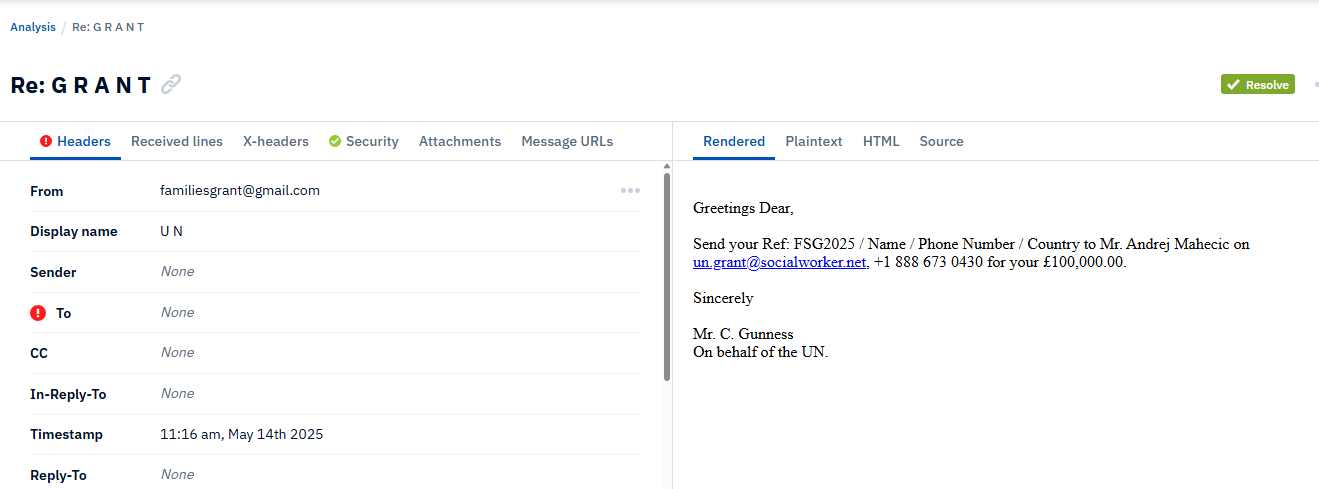 Analysis / Re: G R A N T
Re: G R A N T
Resolve
Headers Received lines X-headers Security Attachments Message URLs
From familiesgrant@gmail.com
Display name U N
Sender None
To None
CC None
In-Reply-To None
Timestamp 11:16 am, May 14th 2025
Reply-To None
Rendered Plaintext HTML Source
Greetings Dear,
Send your Ref: FSG2025 / Name / Phone Number / Country to Mr. Andrej Mahecic on
un.grant@socialworker.net, +1 888 673 0430 for your £100,000.00.
Sincerely
Mr. C. Gunness
On behalf of the UN.